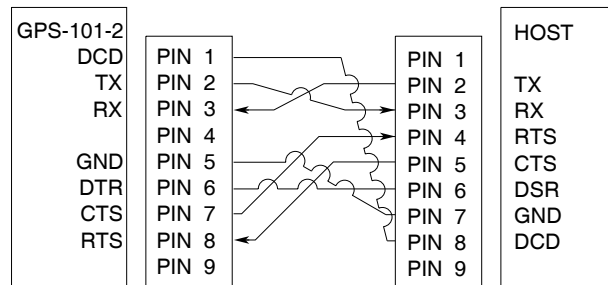 GPS-101-2 HOST
DCD PIN 1 PIN 1
TX PIN 2 PIN 2 TX
RX PIN 3 PIN 3 RX
PIN 4 PIN 4 RTS
GND PIN 5 PIN 5 CTS
DTR PIN 6 PIN 6 DSR
CTS PIN 7 PIN 7 GND
RTS PIN 8 PIN 8 DCD
PIN 9 PIN 9